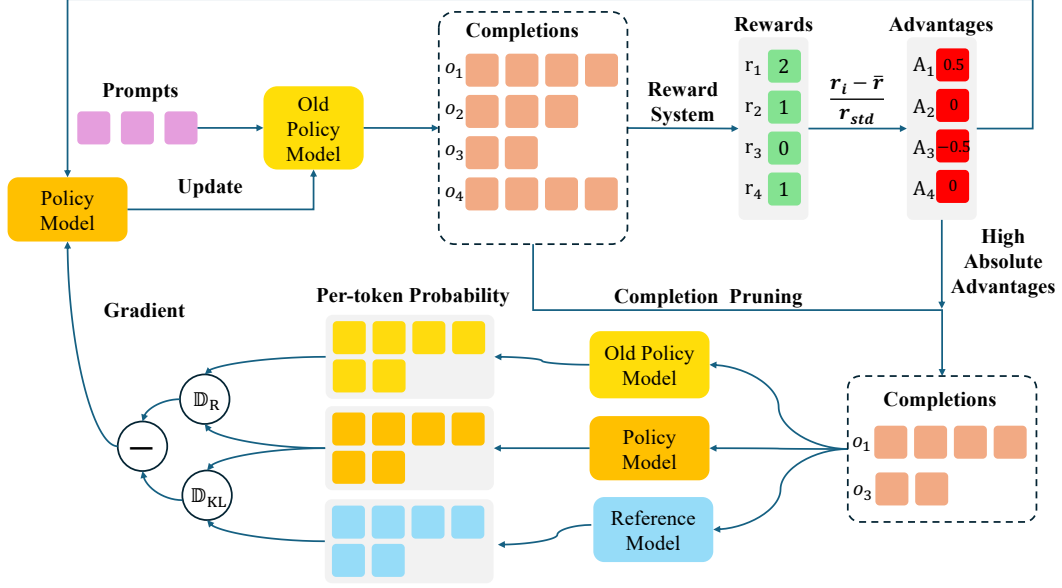 Completions
Rewards
Advantages
Prompts
Old
Policy
Model
o1
o2
o3
o4
Reward
System
r1 2
r2 1
r3 0
r4 1
rᵢ − r̄
r_std
A1 0.5
A2 0
A3 −0.5
A4 0
Policy
Model
Update
High
Absolute
Advantages
Completion Pruning
Per-token Probability
Gradient
Old Policy
Model
Policy
Model
Reference
Model
Completions
o1
o3
𝔻R
−
𝔻KL